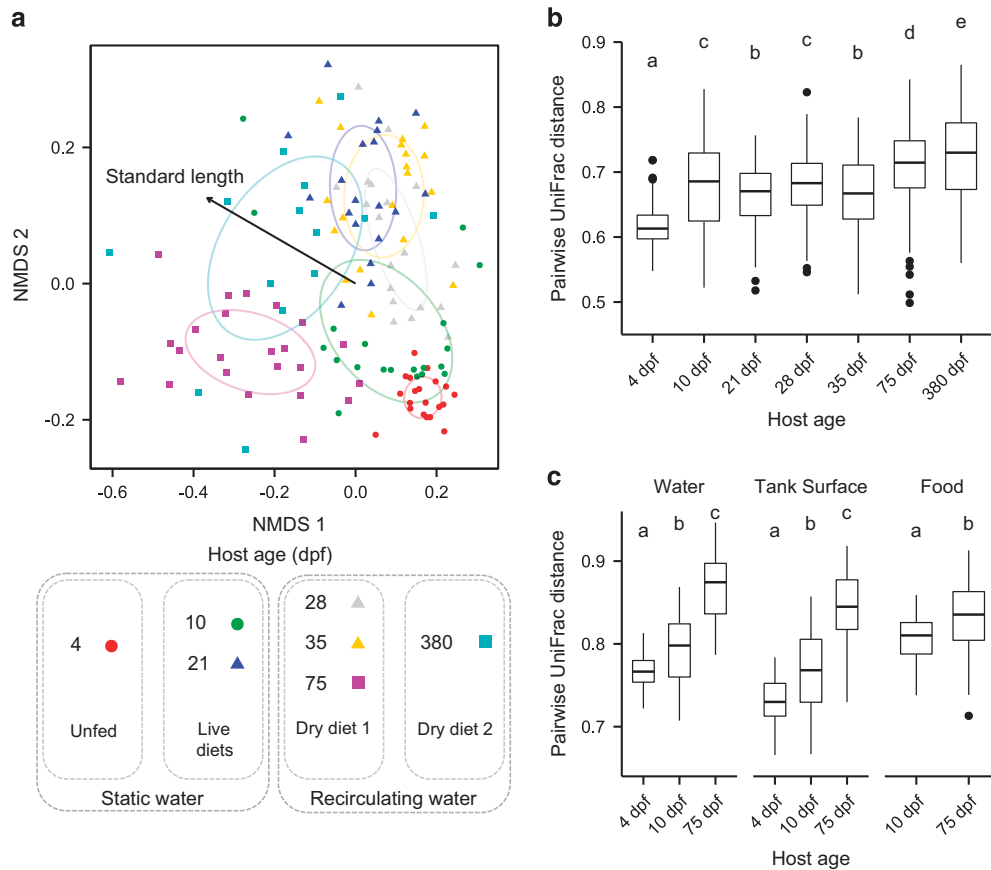 a
0.2
0.0
-0.2
NMDS 2
Standard length
-0.6
-0.4
-0.2
0.0
0.2
NMDS 1
Host age (dpf)
4
Unfed
10
21
Live
diets
Static water
28
35
75
Dry diet 1
380
Dry diet 2
Recirculating water
b
Pairwise UniFrac distance
0.9
0.8
0.7
0.6
0.5
a
c
b
c
b
d
e
4 dpf
10 dpf
21 dpf
28 dpf
35 dpf
75 dpf
380 dpf
Host age
c
Water
Tank Surface
Food
Pairwise UniFrac distance
0.9
0.8
0.7
a
b
c
a
b
c
a
b
4 dpf
10 dpf
75 dpf
4 dpf
10 dpf
75 dpf
10 dpf
75 dpf
Host age